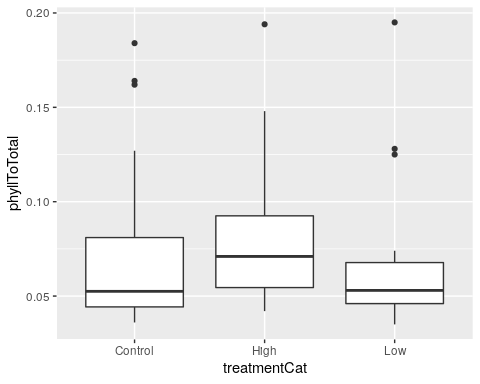 0.20
0.15
0.10
0.05
phyllToTotal
Control
High
Low
treatmentCat